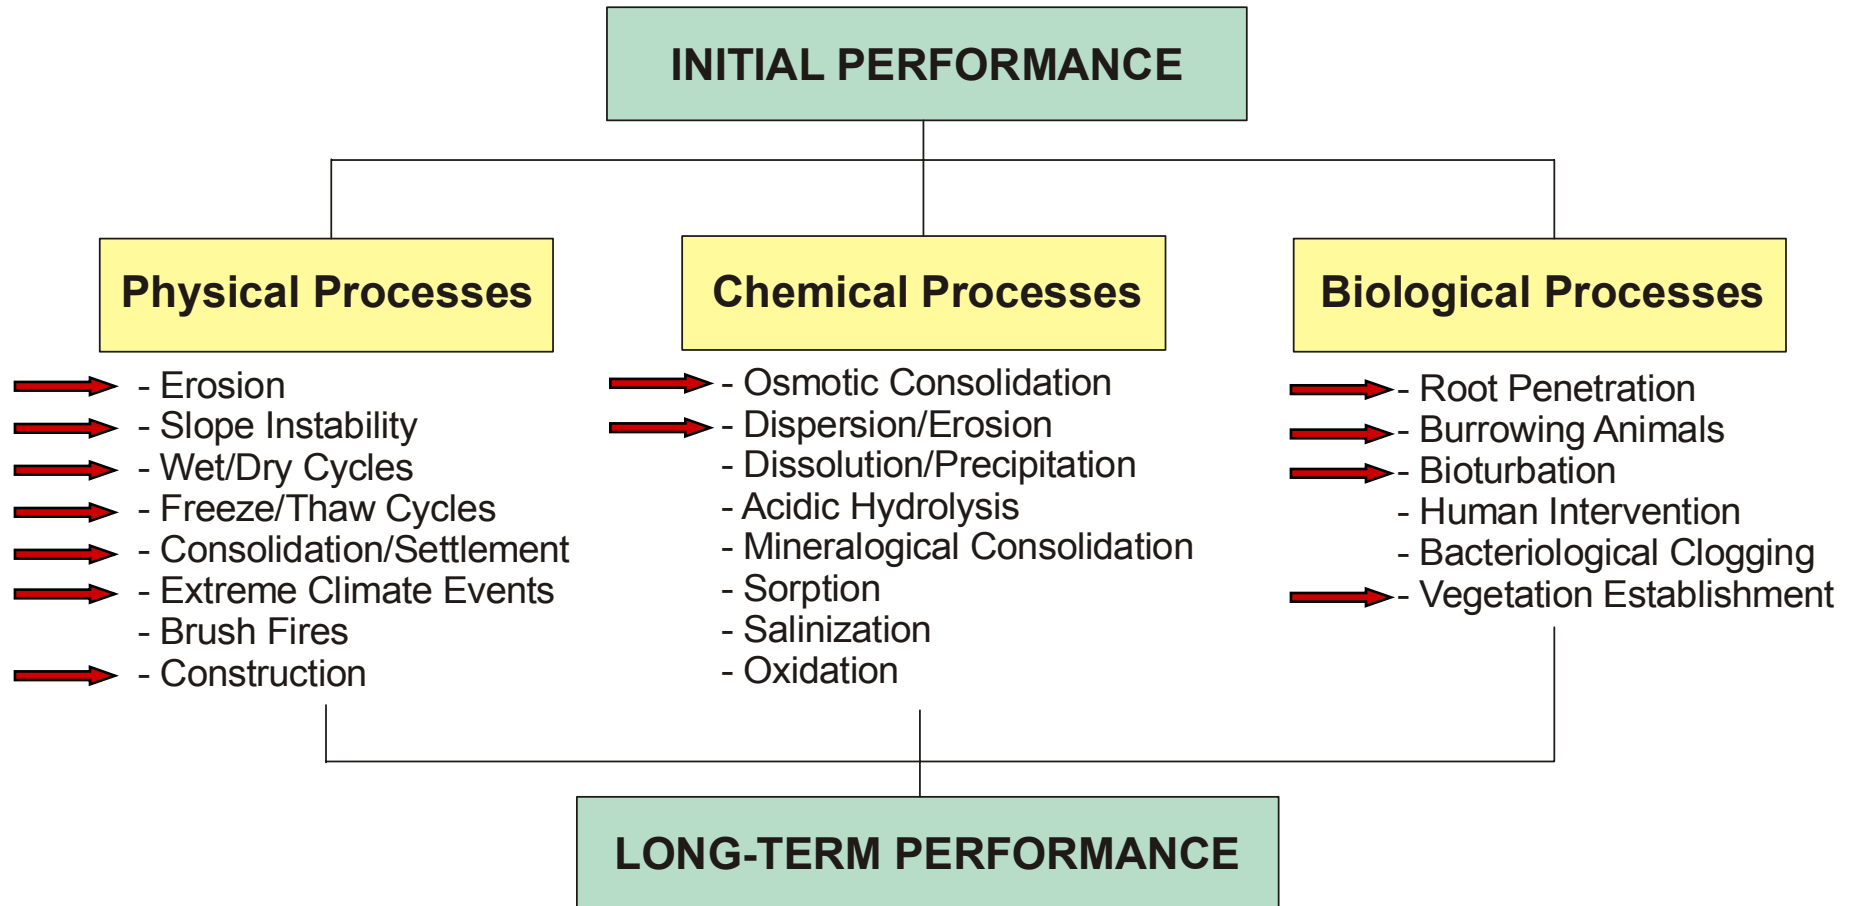 INITIAL PERFORMANCE
Physical Processes
- Erosion
- Slope Instability
- Wet/Dry Cycles
- Freeze/Thaw Cycles
- Consolidation/Settlement
- Extreme Climate Events
- Brush Fires
- Construction
Chemical Processes
- Osmotic Consolidation
- Dispersion/Erosion
- Dissolution/Precipitation
- Acidic Hydrolysis
- Mineralogical Consolidation
- Sorption
- Salinization
- Oxidation
Biological Processes
- Root Penetration
- Burrowing Animals
- Bioturbation
- Human Intervention
- Bacteriological Clogging
- Vegetation Establishment
LONG-TERM PERFORMANCE